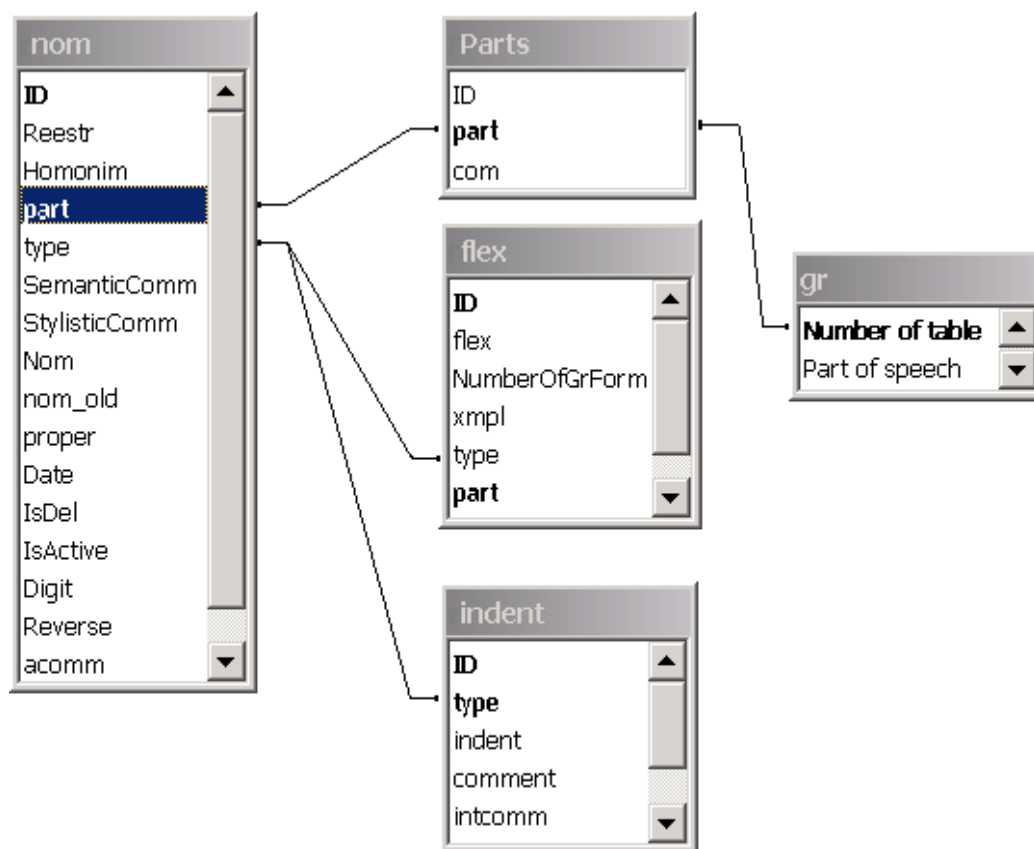 nom
ID
Reestr
Homonim
part
type
SemanticComm
StylisticComm
Nom
nom_old
proper
Date
IsDel
IsActive
Digit
Reverse
acomm
Parts
ID
part
com
flex
ID
flex
NumberOfGrForm
xmpl
type
part
indent
ID
type
indent
comment
intcomm
gr
Number of table
Part of speech